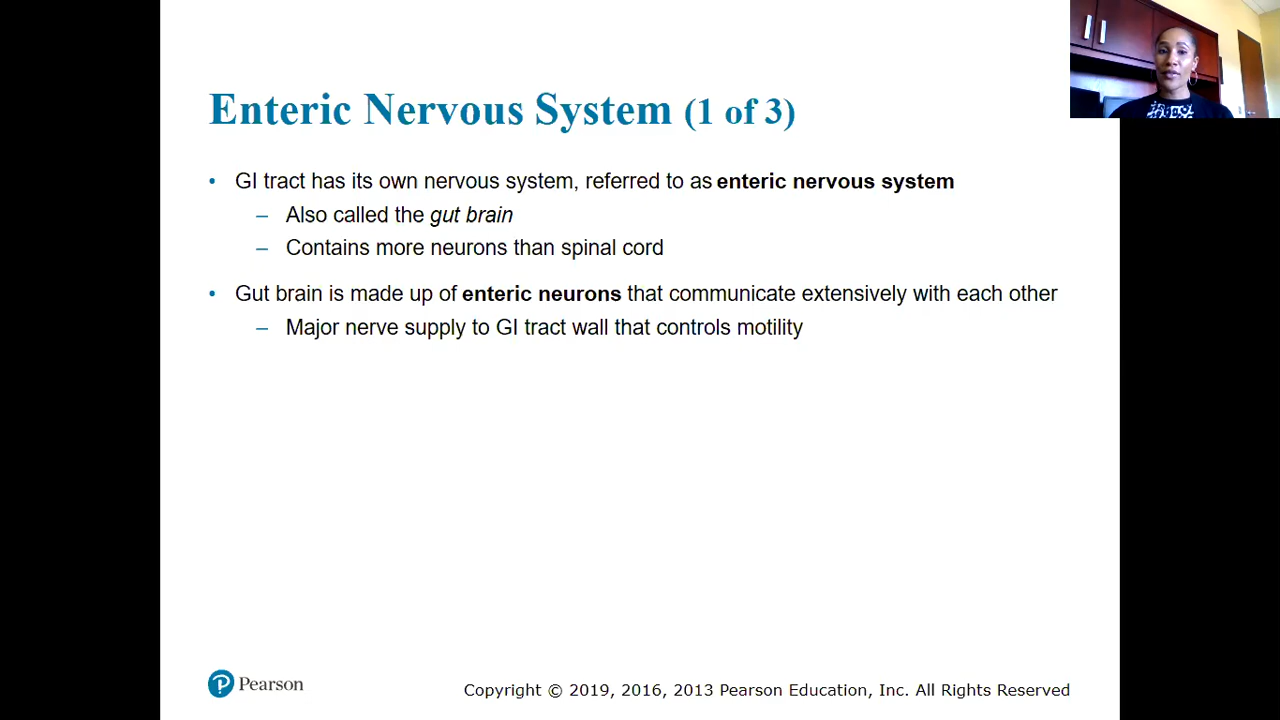 Enteric Nervous System (1 of 3)
• GI tract has its own nervous system, referred to as enteric nervous system
– Also called the gut brain
– Contains more neurons than spinal cord
• Gut brain is made up of enteric neurons that communicate extensively with each other
– Major nerve supply to GI tract wall that controls motility
Pearson
Copyright © 2019, 2016, 2013 Pearson Education, Inc. All Rights Reserved